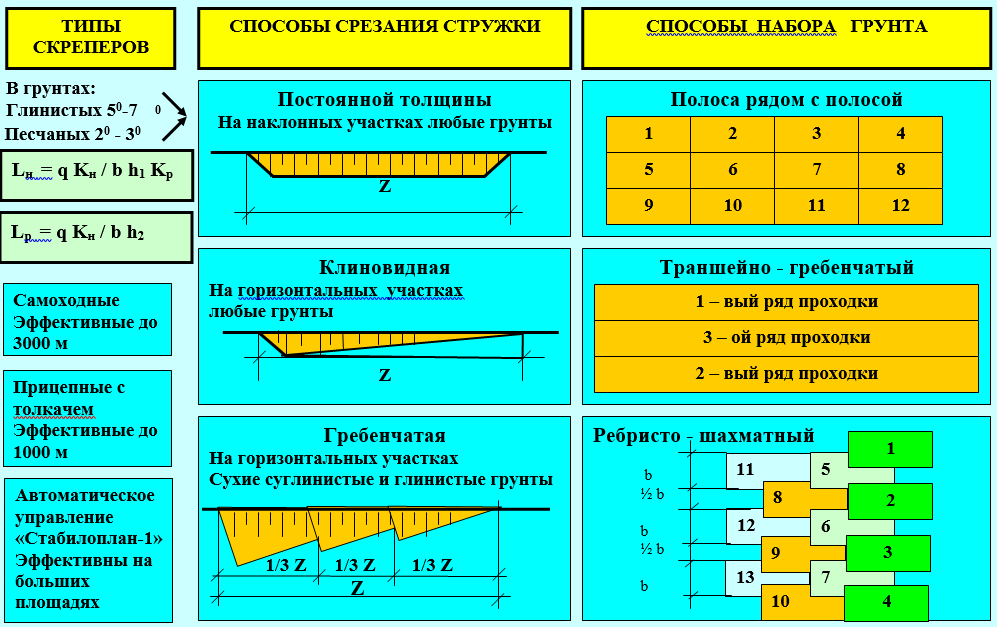 ТИПЫ
СКРЕПЕРОВ
В грунтах:
Глинистых 5⁰-7 ⁰
Песчаных 2⁰ - 3⁰
Lн = q Kн / b h₁ Kр
Lр = q Kн / b h₂
Самоходные
Эффективные до
3000 м
Прицепные с
толкачем
Эффективные до
1000 м
Автоматическое
управление
«Стабилоплан-1»
Эффективны на
больших
площадях
СПОСОБЫ СРЕЗАНИЯ СТРУЖКИ
Постоянной толщины
На наклонных участках любые грунты
Z
Клиновидная
На горизонтальных участках
любые грунты
Z
Гребенчатая
На горизонтальных участках
Сухие суглинистые и глинистые грунты
1/3 Z 1/3 Z 1/3 Z
Z
СПОСОБЫ НАБОРА ГРУНТА
Полоса рядом с полосой
1 2 3 4
5 6 7 8
9 10 11 12
Траншейно - гребенчатый
1 – вый ряд проходки
3 – ой ряд проходки
2 – вый ряд проходки
Ребристо - шахматный
1
b 11 5
½ b 8 2
b 12 6
½ b 9 3
b 13 7
10 4